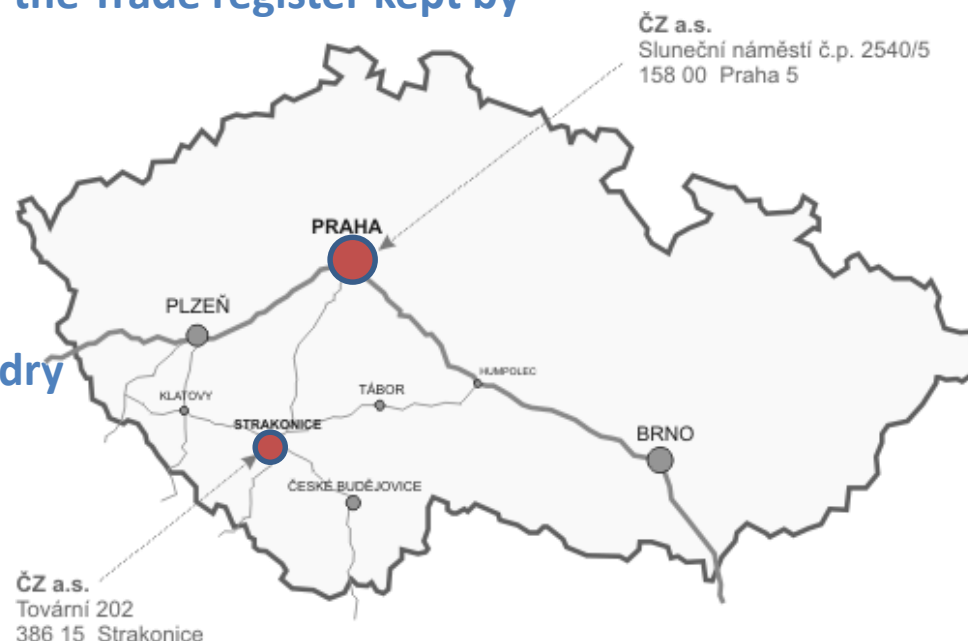 the Trade register kept by
ČZ a.s.
Sluneční náměstí č.p. 2540/5
158 00 Praha 5
PRAHA
PLZEŇ
dry
KLATOVY
TÁBOR
HUMPOLEC
STRAKONICE
BRNO
ČESKÉ BUDĚJOVICE
ČZ a.s.
Tovární 202
386 15 Strakonice